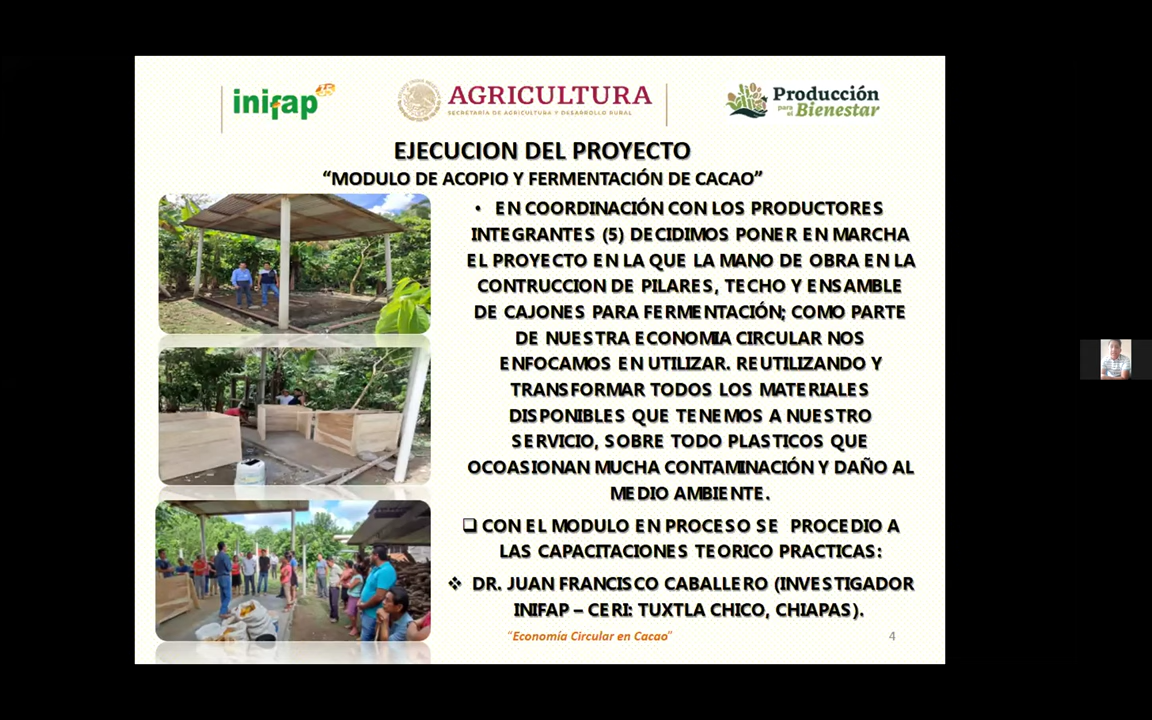 inifap 35
AGRICULTURA
SECRETARÍA DE AGRICULTURA Y DESARROLLO RURAL
Producción
para el Bienestar
EJECUCION DEL PROYECTO
“MODULO DE ACOPIO Y FERMENTACIÓN DE CACAO”
• EN COORDINACIÓN CON LOS PRODUCTORES
INTEGRANTES (5) DECIDIMOS PONER EN MARCHA
EL PROYECTO EN LA QUE LA MANO DE OBRA EN LA
CONTRUCCION DE PILARES, TECHO Y ENSAMBLE
DE CAJONES PARA FERMENTACIÓN; COMO PARTE
DE NUESTRA ECONOMIA CIRCULAR NOS
ENFOCAMOS EN UTILIZAR. REUTILIZANDO Y
TRANSFORMAR TODOS LOS MATERIALES
DISPONIBLES QUE TENEMOS A NUESTRO
SERVICIO, SOBRE TODO PLASTICOS QUE
OCOASIONAN MUCHA CONTAMINACIÓN Y DAÑO AL
MEDIO AMBIENTE.
❑ CON EL MODULO EN PROCESO SE PROCEDIO A
LAS CAPACITACIONES TEORICO PRACTICAS:
❖ DR. JUAN FRANCISCO CABALLERO (INVESTIGADOR
INIFAP – CERI: TUXTLA CHICO, CHIAPAS).
“Economía Circular en Cacao”
4